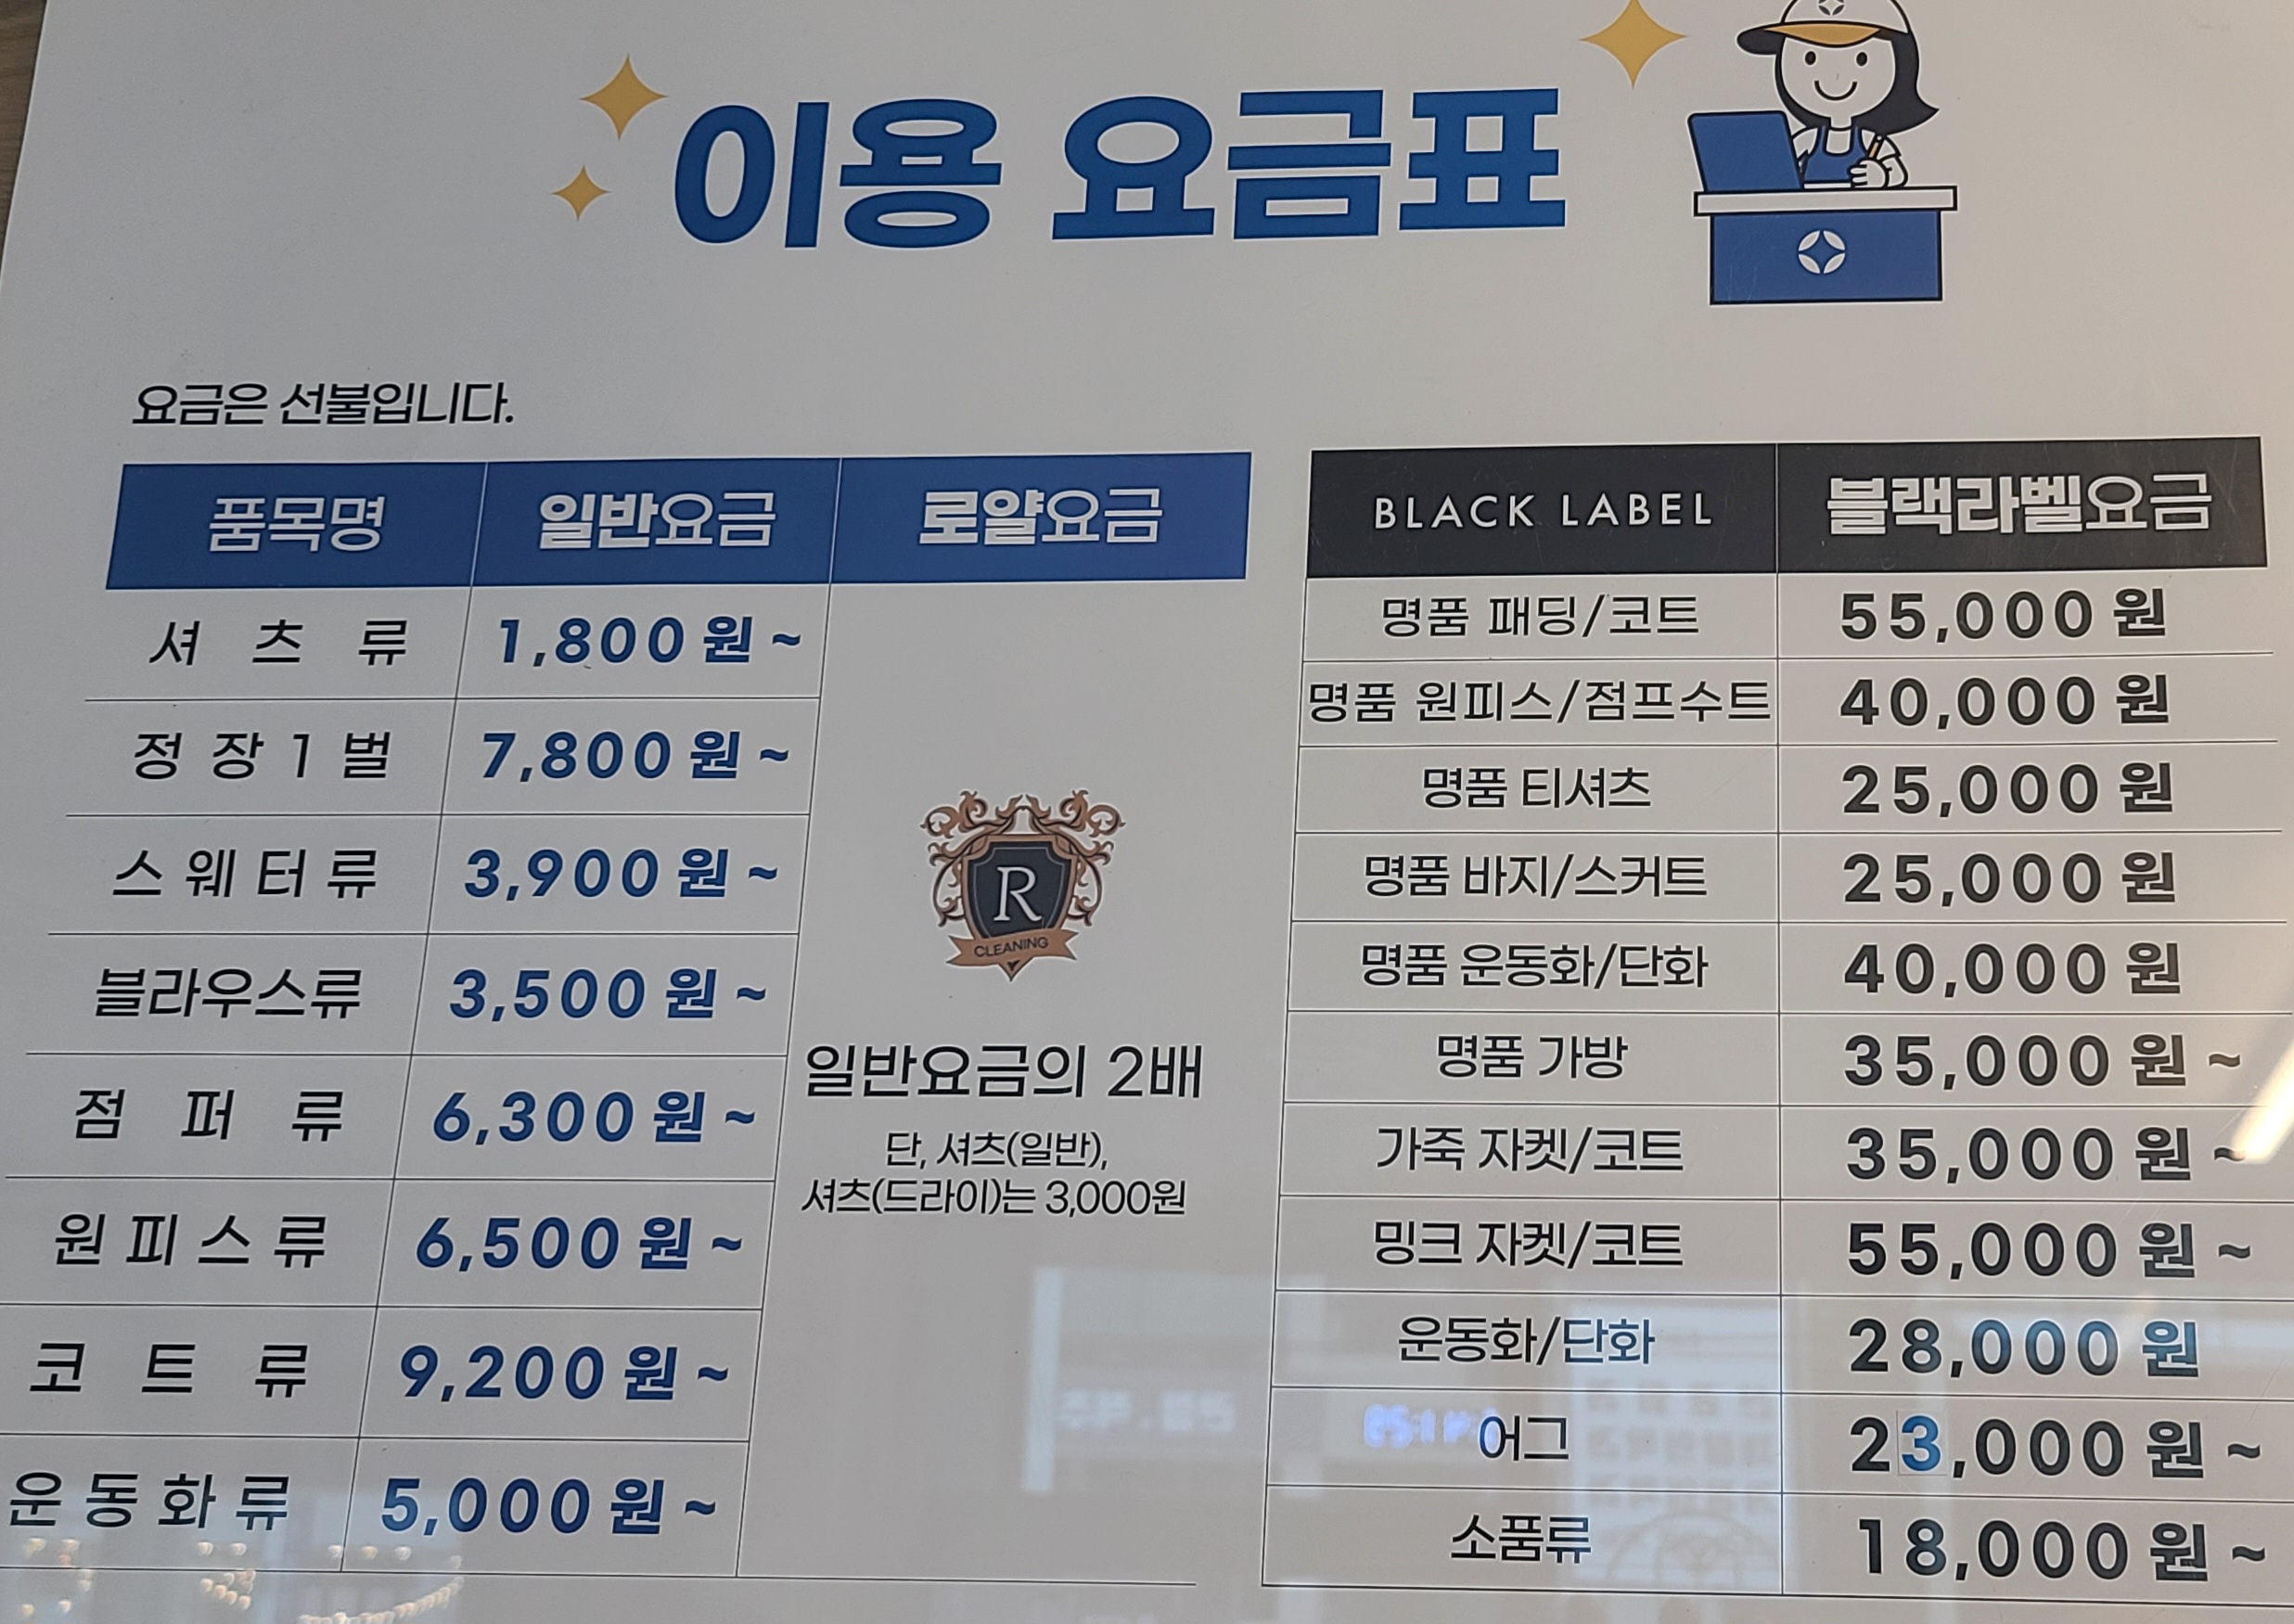 이용 요금표
요금은 선불입니다.
품목명 일반요금 로얄요금
셔츠류 1,800원~
정장1벌 7,800원~
스웨터류 3,900원~
블라우스류 3,500원~
점퍼류 6,300원~
원피스류 6,500원~
코트류 9,200원~
운동화류 5,000원~
R
CLEANING
일반요금의 2배
단, 셔츠(일반),
셔츠(드라이)는 3,000원
BLACK LABEL 블랙라벨요금
명품 패딩/코트 55,000원
명품 원피스/점프수트 40,000원
명품 티셔츠 25,000원
명품 바지/스커트 25,000원
명품 운동화/단화 40,000원
명품 가방 35,000원~
가죽 자켓/코트 35,000원~
밍크 자켓/코트 55,000원~
운동화/단화 28,000원
어그 23,000원~
소품류 18,000원~